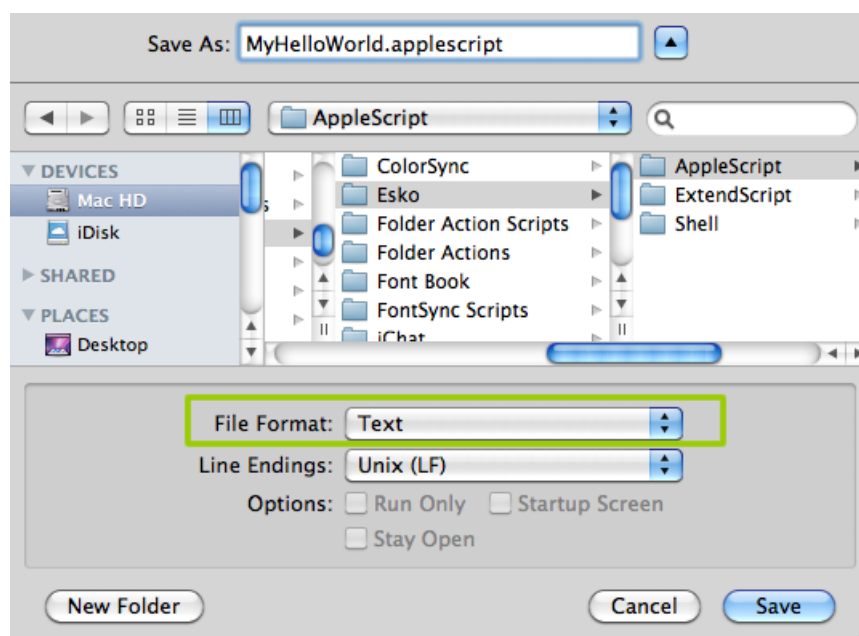 Save As: MyHelloWorld.applescript
AppleScript
DEVICES
Mac HD
iDisk
SHARED
PLACES
Desktop
s
ColorSync
Esko
Folder Action Scripts
Folder Actions
Font Book
FontSync Scripts
iChat
AppleScript
ExtendScript
Shell
File Format: Text
Line Endings: Unix (LF)
Options: Run Only Startup Screen
Stay Open
New Folder Cancel Save